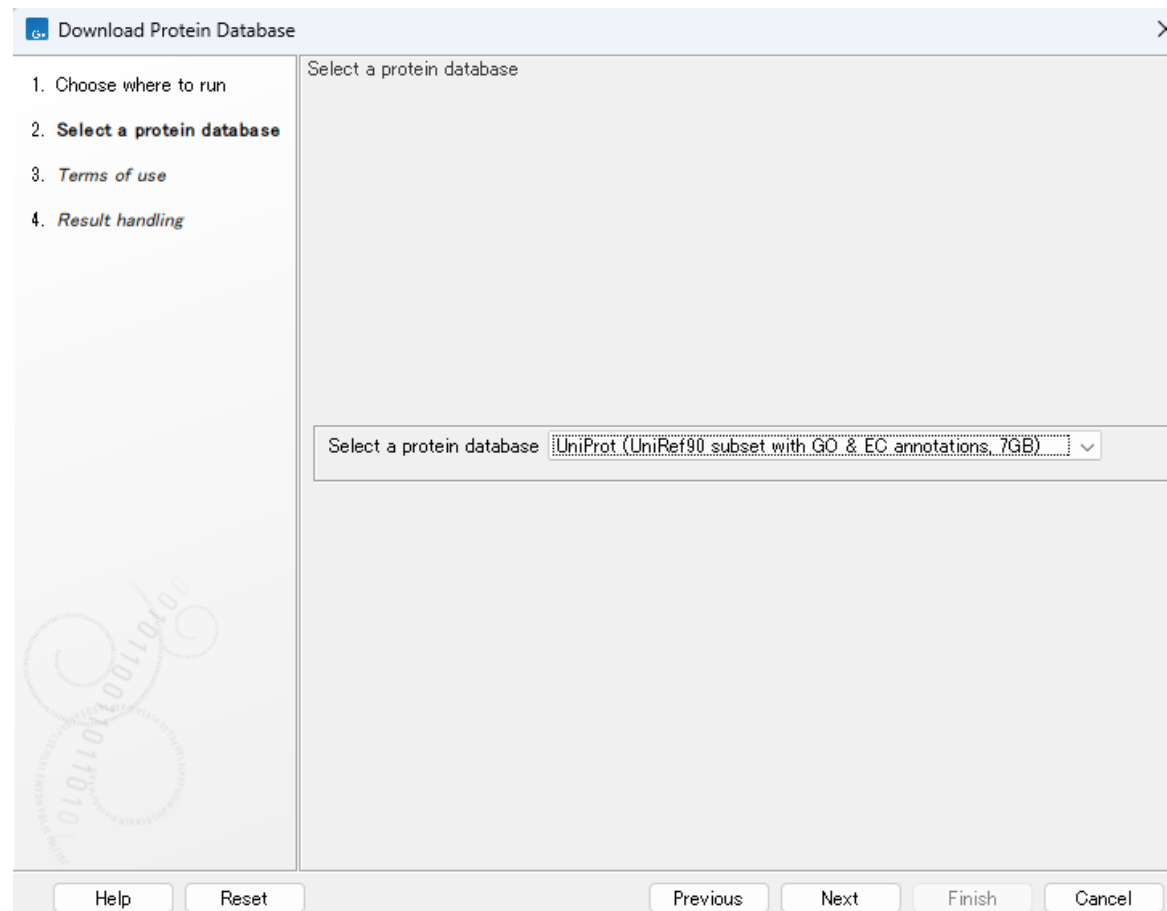 Download Protein Database
1. Choose where to run
2. Select a protein database
3. Terms of use
4. Result handling
Select a protein database
Select a protein database UniProt (UniRef90 subset with GO & EC annotations, 7GB)
Help Reset Previous Next Finish Cancel